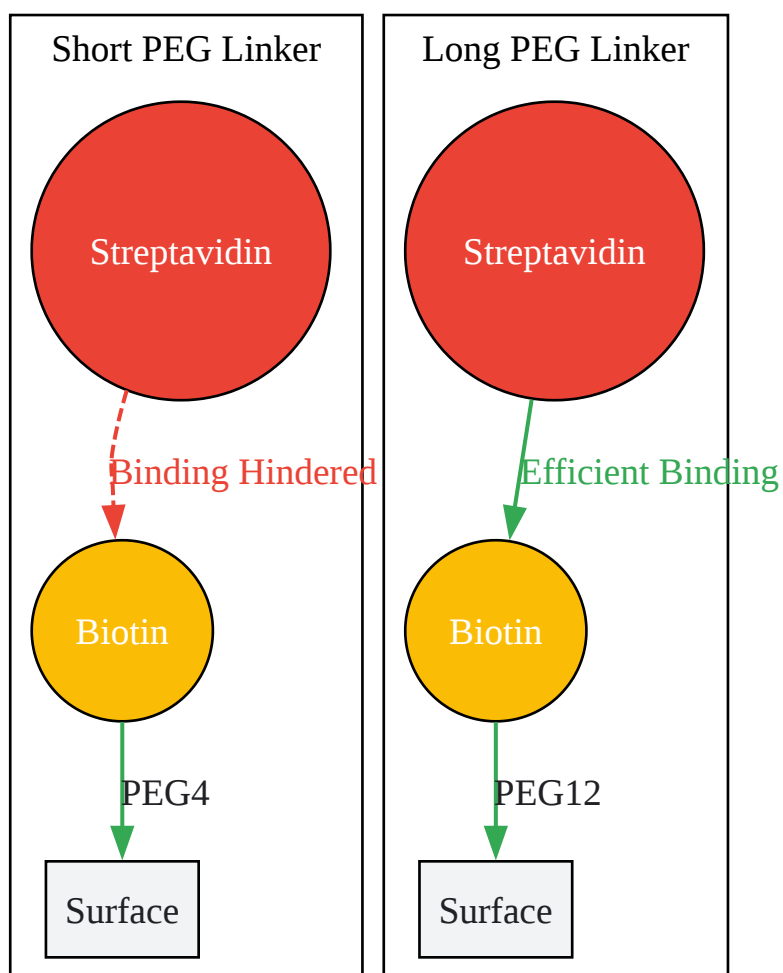 Short PEG Linker
Streptavidin
Binding Hindered
Biotin
PEG4
Surface
Long PEG Linker
Streptavidin
Efficient Binding
Biotin
PEG12
Surface